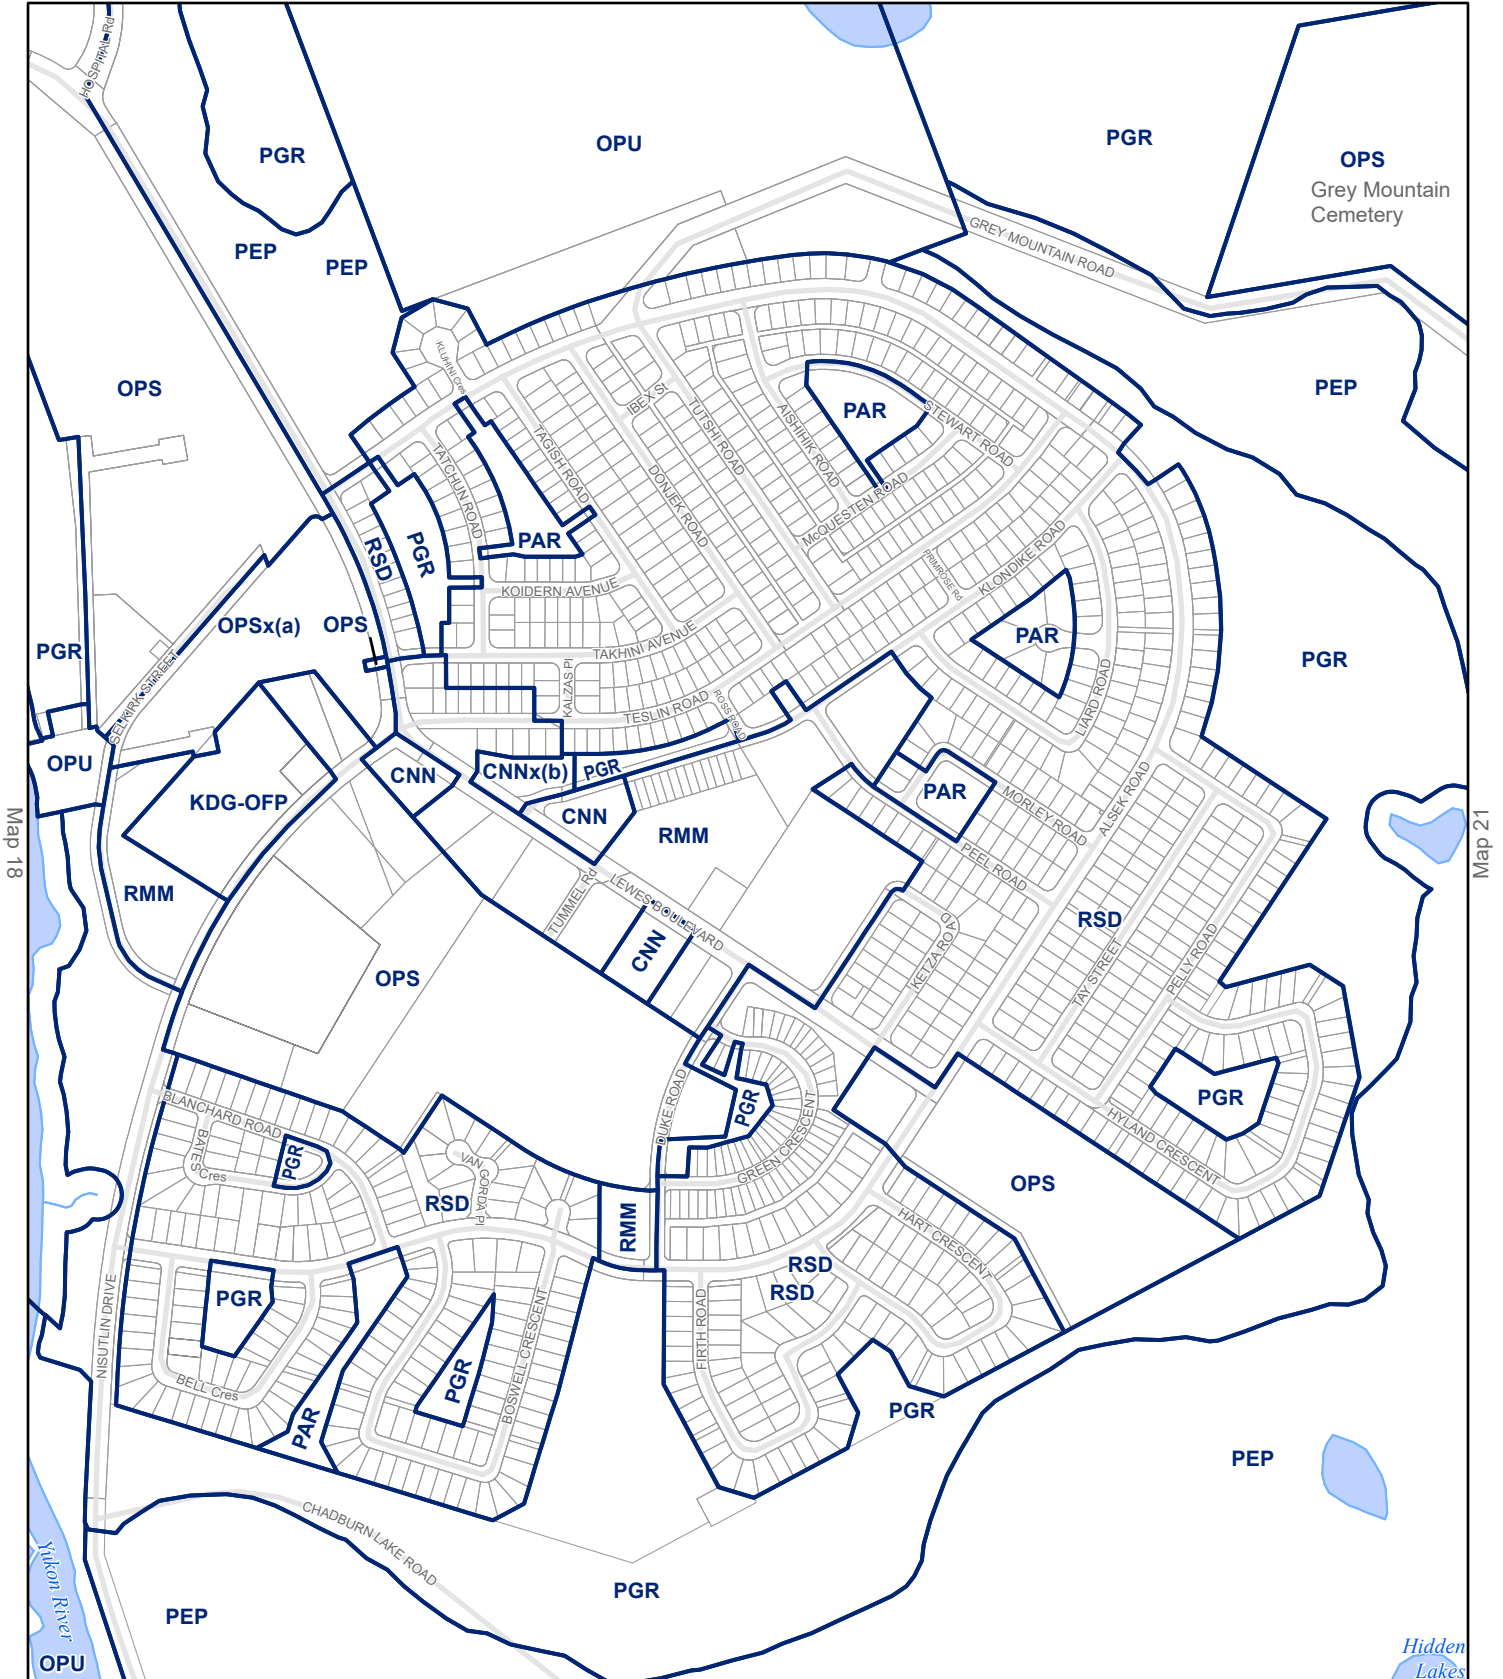 HOSPITAL Rd
PGR
OPU
PGR
OPS
Grey Mountain
Cemetery
PEP
PEP
GREY MOUNTAIN ROAD
OPS
KLUHINI Cres
IBEX St
PEP
PAR
STEWART ROAD
AISHIHIK ROAD
TUTSHI ROAD
TAGISH ROAD
TATCHUN ROAD
DONJEK ROAD
McQUESTEN ROAD
RSD
PGR
PAR
PRIMROSE Rd
KLONDIKE ROAD
KOIDERN AVENUE
OPSx(a)
OPS
PAR
PGR
TAKHINI AVENUE
PGR
SELKIRK STREET
KALZAS Pl
TESLIN ROAD
ROSS ROAD
LIARD ROAD
OPU
CNN
CNNx(b)
PGR
PAR
MORLEY ROAD
ALSEK ROAD
KDG-OFP
CNN
RMM
PEEL ROAD
Map 18
Map 21
RMM
TUMMEL Rd
LEWES BOULEVARD
CNN
RSD
KETZA ROAD
TAY STREET
PELLY ROAD
OPS
BLANCHARD ROAD
BATES
Cres
PGR
DUKE ROAD
PGR
GREEN CRESCENT
PGR
HYLAND CRESCENT
VAN GORDA Pl
RSD
RMM
OPS
HART CRESCENT
RSD
RSD
NISUTLIN DRIVE
PGR
BELL Cres
PAR
PGR
BOSWELL CRESCENT
FIRTH ROAD
PGR
PEP
CHADBURN LAKE ROAD
Yukon River
PGR
PEP
OPU
Hidden
Lakes